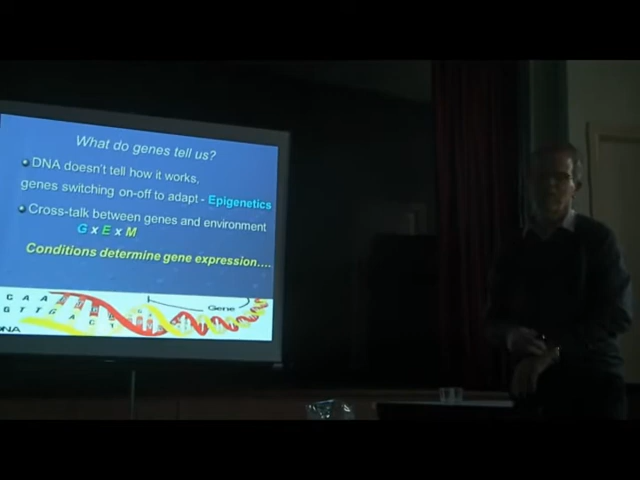 What do genes tell us?
DNA doesn't tell how it works,
genes switching on-off to adapt - Epigenetics
Cross-talk between genes and environment
G x E x M
Conditions determine gene expression....
C A A
Gene
G T T G A C T
DNA